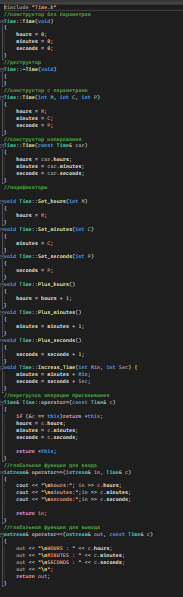 #include "Time.h"
//конструктор без параметров
Time::Time(void)
{
hours = 0;
minutes = 0;
seconds = 0;
}
//деструктор
Time::~Time(void)
{
}
//конструктор с параметрами
Time::Time(int H, int C, int P)
{
hours = H;
minutes = C;
seconds = P;
}
//конструктор копирования
Time::Time(const Time& car)
{
hours = car.hours;
minutes = car.minutes;
seconds = car.seconds;
}
//модификаторы
void Time::Set_hours(int H)
{
hours = H;
}
void Time::Set_minutes(int C)
{
minutes = C;
}
void Time::Set_seconds(int P)
{
seconds = P;
}
void Time::Plus_hours()
{
hours = hours + 1;
}
void Time::Plus_minutes()
{
minutes = minutes + 1;
}
void Time::Plus_seconds()
{
seconds = seconds + 1;
}
void Time::Increase_Time(int Min, int Sec) {
minutes = minutes + Min;
seconds = seconds + Sec;
}
//перегрузка операции присваивания
Time& Time::operator=(const Time& c)
{
if (&c == this)return *this;
hours = c.hours;
minutes = c.minutes;
seconds = c.seconds;
return *this;
}
//глобальная функция для ввода
istream& operator>>(istream& in, Time& c)
{
cout << "\nhours:"; in >> c.hours;
cout << "\nminutes:";in >> c.minutes;
cout << "\nseconds:";in >> c.seconds;
return in;
}
//глобальная функция для вывода
ostream& operator<<(ostream& out, const Time& c)
{
out << "\nHOURS : " << c.hours;
out << "\nMINUTES : " << c.minutes;
out << "\nSECONDS : " << c.seconds;
out << "\n";
return out;
}